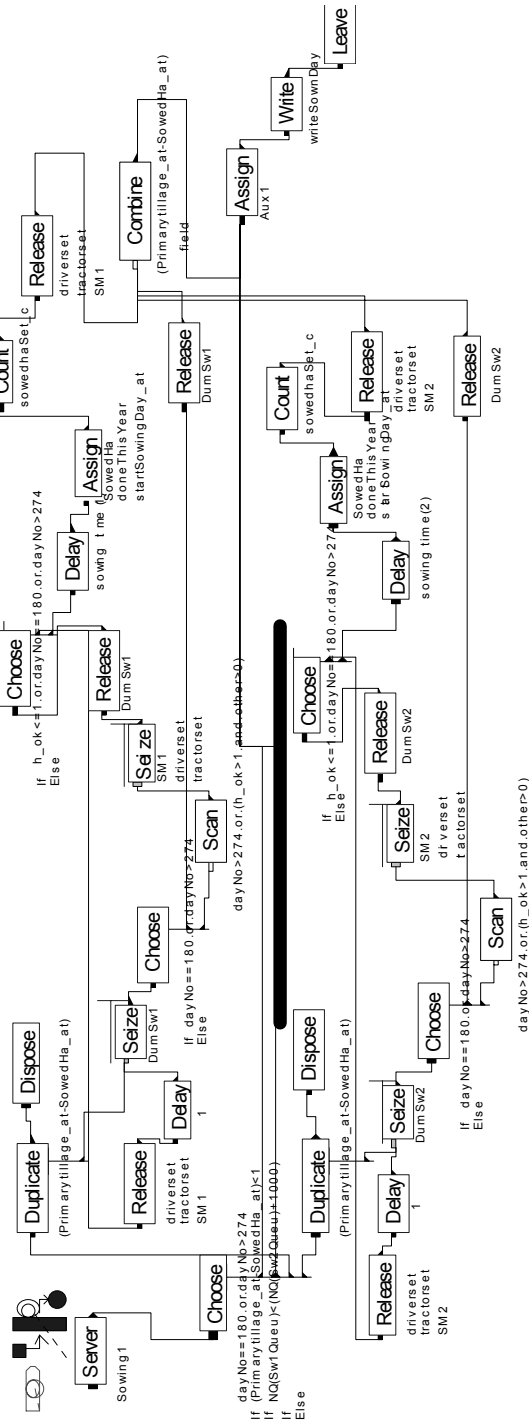 Server
Sowing1
Choose
If dayNo==180.or.dayNo>274
If (Primarytillage_at-SowedHa_at)<1
If NQ(Sw1Queu)<(NQ(Sw2Queu)+1000)
Else
Duplicate
(Primarytillage_at-SowedHa_at)
Dispose
Release
driverset
tractorset
SM1
Delay
1
Seize
DumSw1
Choose
If dayNo==180.or.dayNo>274
Else
Scan
dayNo>274.or.(h_ok>1.and.other>0)
Seize
SM1
driverset
tractorset
Release
DumSw1
Choose
If h_ok<=1.or.dayNo==180.or.dayNo>274
Else
Delay
sowing time(
Assign
SowedHa
doneThisYear
startSowingDay_at
Count
sowedhaSet_c
Release
driverset
tractorset
SM1
Release
DumSw1
Combine
(Primarytillage_at-SowedHa_at)
field
Assign
Aux1
Write
writeSownDay
Leave
Duplicate
(Primarytillage_at-SowedHa_at)
Dispose
Release
driverset
tractorset
SM2
Delay
1
Seize
DumSw2
Choose
If dayNo==180.or.dayNo>274
Else
Scan
dayNo>274.or.(h_ok>1.and.other>0)
Seize
SM2
driverset
tractorset
Release
DumSw2
Choose
If h_ok<=1.or.dayNo==180.or.dayNo>274
Else
Delay
sowing time(2)
Assign
SowedHa
doneThisYear
startSowingDay_at
Count
sowedhaSet_c
Release
driverset
tractorset
SM2
Release
DumSw2